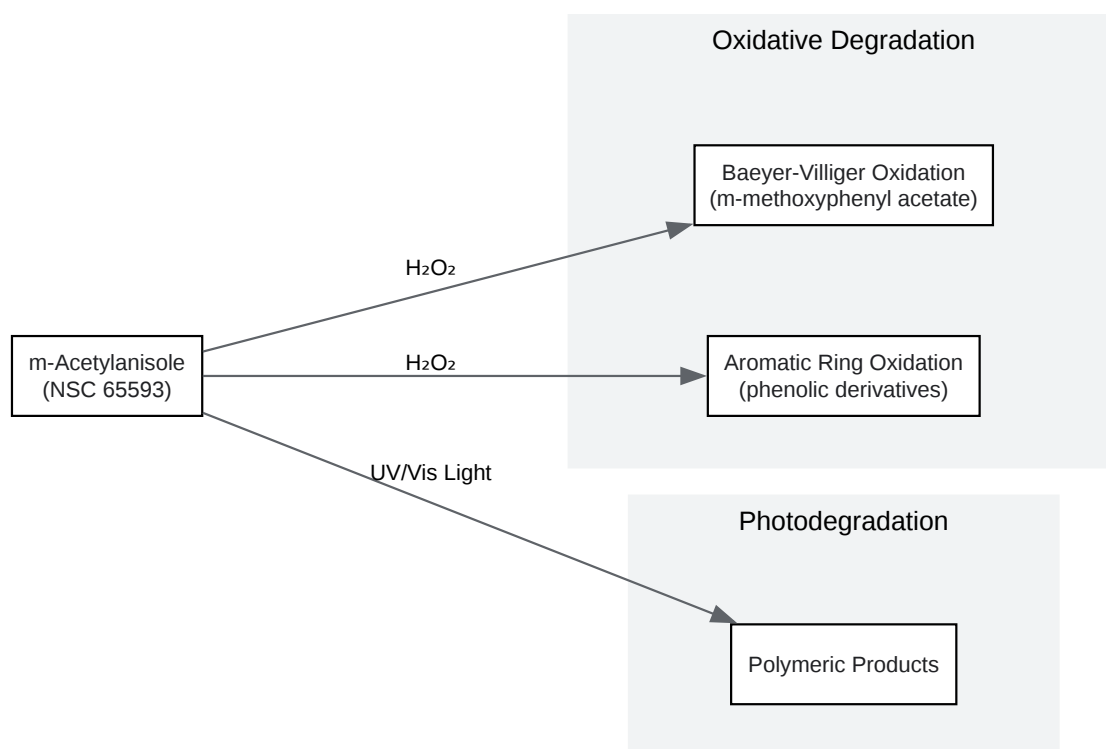 Oxidative Degradation
Baeyer-Villiger Oxidation
(m-methoxyphenyl acetate)
H₂O₂
m-Acetylanisole
(NSC 65593)
H₂O₂
Aromatic Ring Oxidation
(phenolic derivatives)
UV/Vis Light
Photodegradation
Polymeric Products